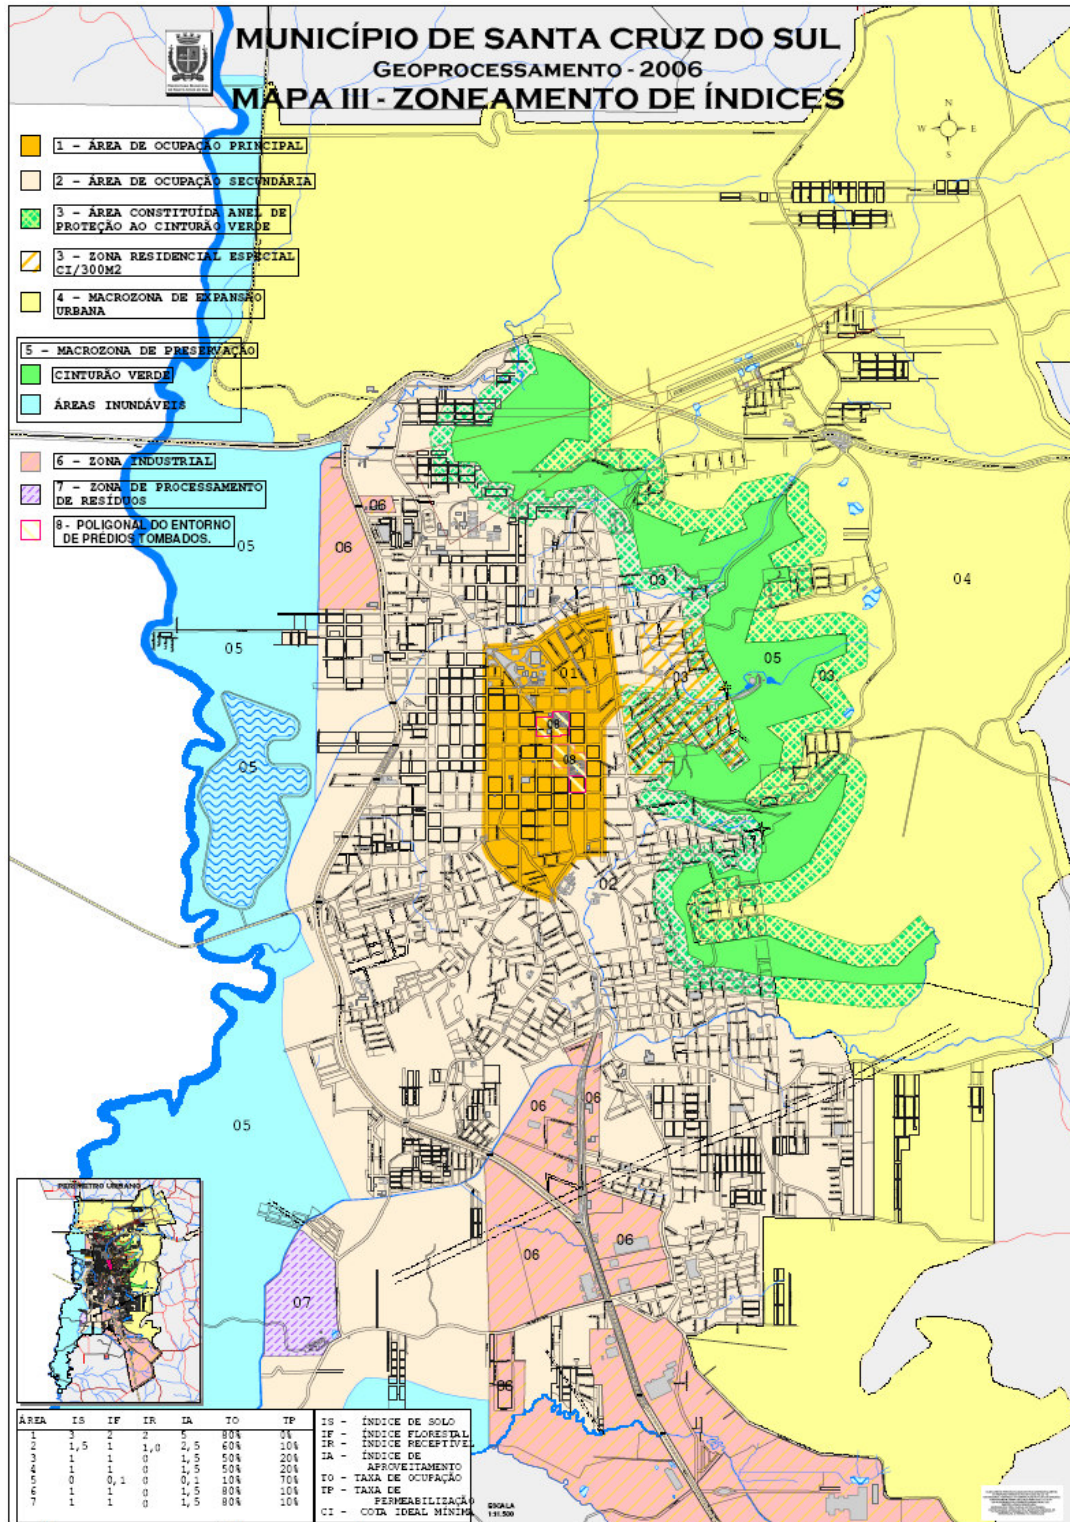 MUNICÍPIO DE SANTA CRUZ DO SUL
GEOPROCESSAMENTO - 2006
MAPA III - ZONEAMENTO DE ÍNDICES
N
W E
S
1 - ÁREA DE OCUPAÇÃO PRINCIPAL
2 - ÁREA DE OCUPAÇÃO SECUNDÁRIA
3 - ÁREA CONSTITUÍDA ANEL DE
PROTEÇÃO AO CINTURÃO VERDE
3 - ZONA RESIDENCIAL ESPECIAL
CI/300M2
4 - MACROZONA DE EXPANSÃO
URBANA
5 - MACROZONA DE PRESERVAÇÃO
CINTURÃO VERDE
ÁREAS INUNDÁVEIS
6 - ZONA INDUSTRIAL
7 - ZONA DE PROCESSAMENTO
DE RESÍDUOS
8- POLIGONAL DO ENTORNO
DE PRÉDIOS TOMBADOS.
06
05
06
03
04
05
05
01
03
03
08
05
08
02
06
06
05
06
06
07
06
PERÍMETRO URBANO
ÁREA IS IF IR IA TO TP
1 3 2 2 5 80% 0%
2 1,5 1 1,0 2,5 60% 10%
3 1 1 0 1,5 50% 20%
4 1 1 0 1,5 50% 20%
5 0 0,1 0 0,1 10% 70%
6 1 1 0 1,5 80% 10%
7 1 1 0 1,5 80% 10%
IS - ÍNDICE DE SOLO
IF - ÍNDICE FLORESTAL
IR - ÍNDICE RECEPTÍVEL
IA - ÍNDICE DE
APROVEITAMENTO
TO - TAXA DE OCUPAÇÃO
TP - TAXA DE
PERMEABILIZAÇÃO
CI - COTA IDEAL MÍNIMA
ESCALA
1:31.500